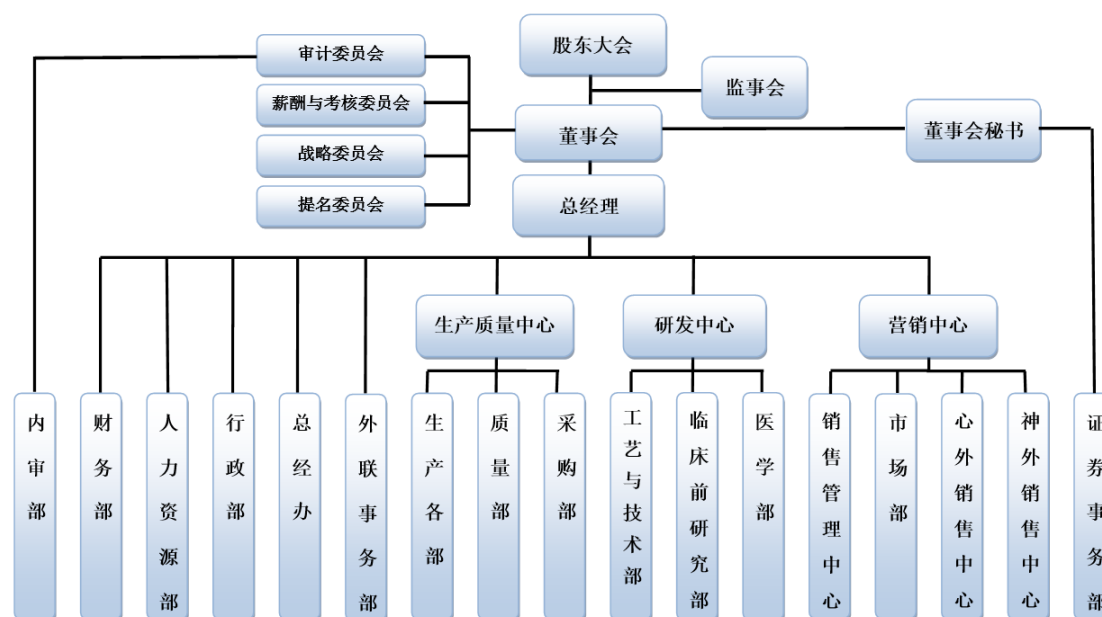 股东大会
审计委员会
监事会
薪酬与考核委员会
董事会
董事会秘书
战略委员会
提名委员会
总经理
生产质量中心
研发中心
营销中心
内审部
财务部
人力资源部
行政部
总经办
外联事务部
生产各部
质量部
采购部
工艺与技术部
临床前研究部
医学部
销售管理中心
市场部
心外销售中心
神外销售中心
证券事务部